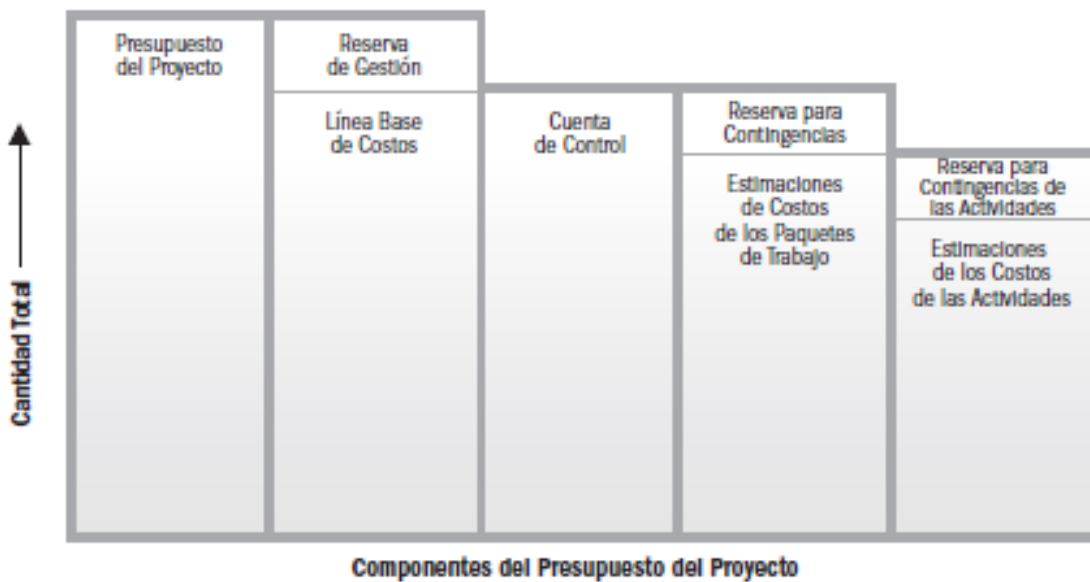 Presupuesto
del Proyecto
Reserva
de Gestión
Línea Base
de Costos
Cuenta
de Control
Reserva para
Contingencias
Estimaciones
de Costos
de los Paquetes
de Trabajo
Reserva para
Contingencias de
las Actividades
Estimaciones
de los Costos
de las Actividades
Cantidad Total
Componentes del Presupuesto del Proyecto